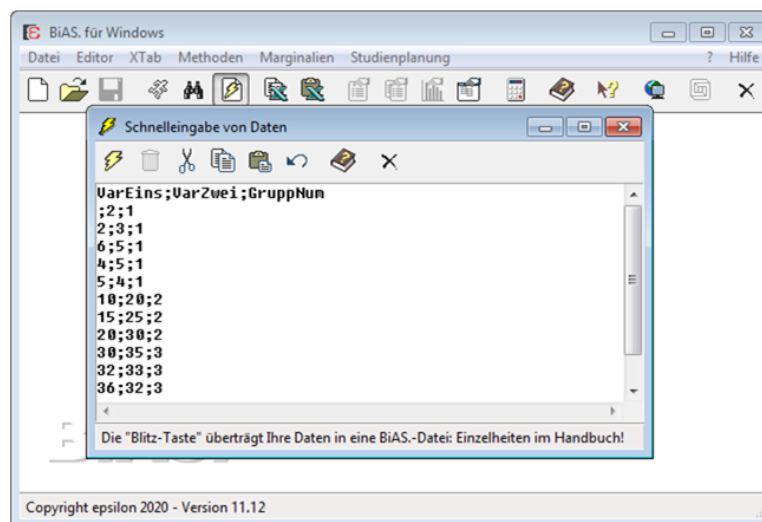 BiAS. für Windows
Datei Editor XTab Methoden Marginalien Studienplanung ? Hilfe
Schnelleingabe von Daten
VarEins;VarZwei;GruppNum
;2;1
2;3;1
6;5;1
4;5;1
5;4;1
10;20;2
15;25;2
20;30;2
30;35;3
32;33;3
36;32;3
Die "Blitz-Taste" überträgt Ihre Daten in eine BiAS.-Datei: Einzelheiten im Handbuch!
Copyright epsilon 2020 - Version 11.12